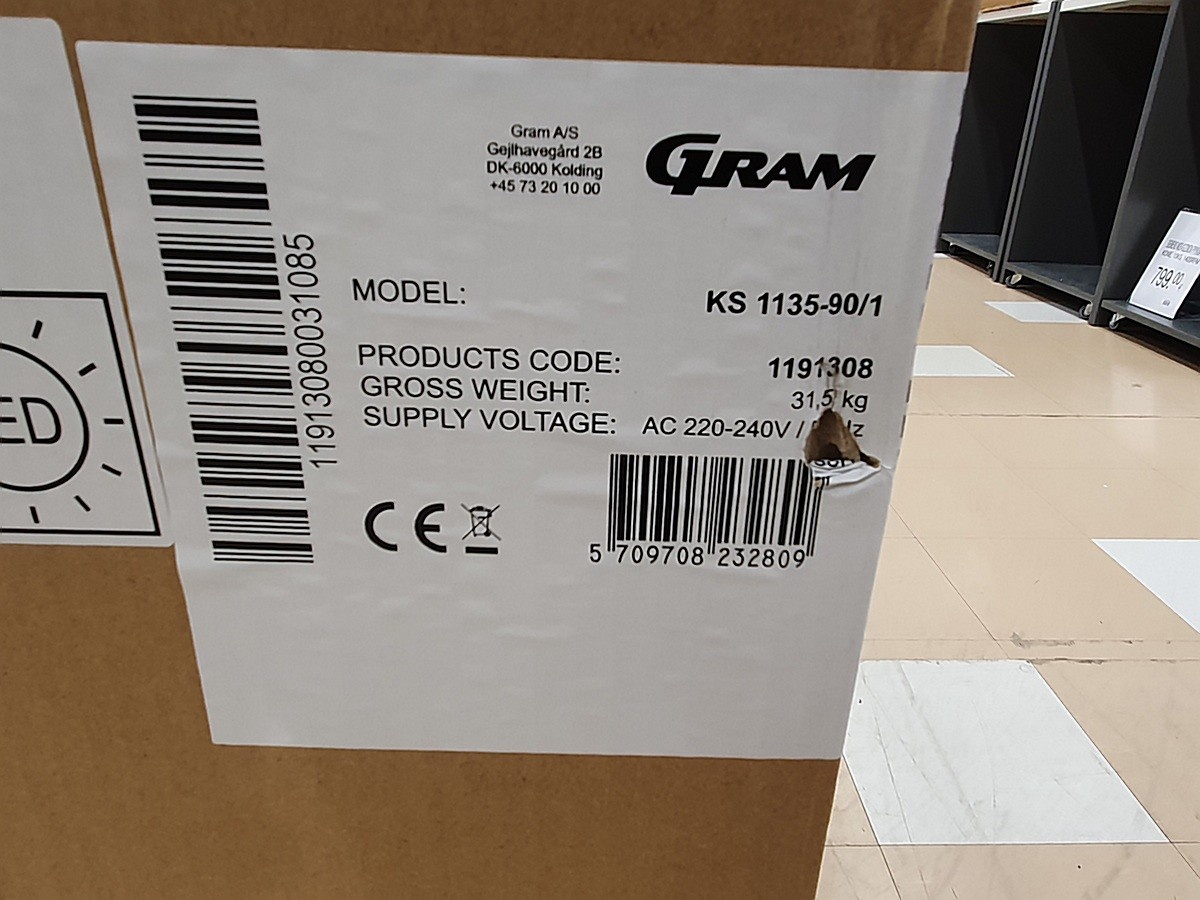 Gram A/S
Gejlhavegård 2B
DK-6000 Kolding
+45 73 20 10 00
GRAM
11913080031085
MODEL: KS 1135-90/1
PRODUCTS CODE: 1191308
GROSS WEIGHT: 31,5 kg
SUPPLY VOLTAGE: AC 220-240V /
CE
5 709708 232809
ED
799.00